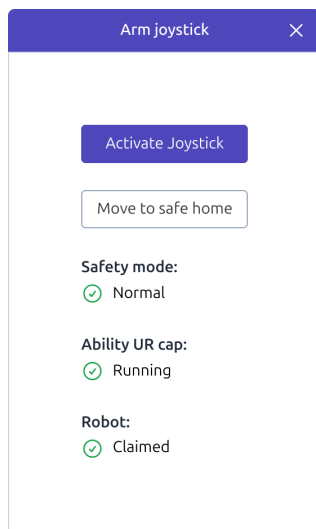 Arm joystick
Activate Joystick
Move to safe home
Safety mode:
Normal
Ability UR cap:
Running
Robot:
Claimed